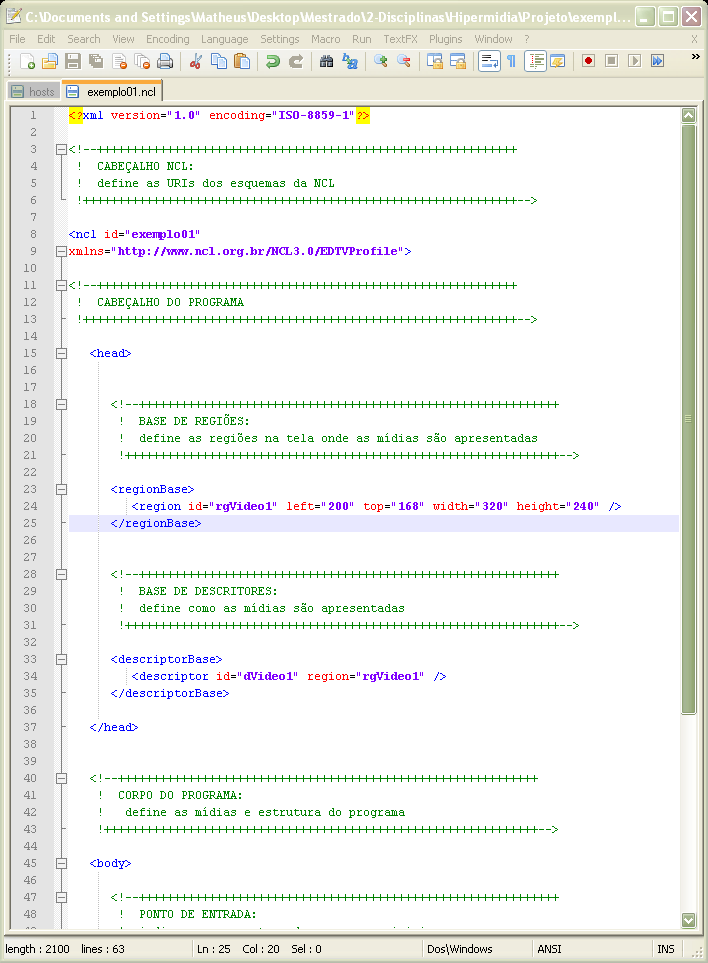 C:\Documents and Settings\Matheus\Desktop\Mestrado\2-Disciplinas\Hipermidia\Projeto\exempl...
File Edit Search View Encoding Language Settings Macro Run TextFX Plugins Window ? X
hosts exemplo01.ncl
1 <?xml version="1.0" encoding="ISO-8859-1"?>
2
3 <!--++++++++++++++++++++++++++++++++++++++++++++++++++++++++++++
4 ! CABEÇALHO NCL:
5 ! define as URIs dos esquemas da NCL
6 !++++++++++++++++++++++++++++++++++++++++++++++++++++++++++++++-->
7
8 <ncl id="exemplo01"
9 xmlns="http://www.ncl.org.br/NCL3.0/EDTVProfile">
10
11 <!--++++++++++++++++++++++++++++++++++++++++++++++++++++++++++++
12 ! CABEÇALHO DO PROGRAMA
13 !++++++++++++++++++++++++++++++++++++++++++++++++++++++++++++++-->
14
15 <head>
16
17
18 <!--++++++++++++++++++++++++++++++++++++++++++++++++++++++++++++
19 ! BASE DE REGIÕES:
20 ! define as regiões na tela onde as mídias são apresentadas
21 !++++++++++++++++++++++++++++++++++++++++++++++++++++++++++++++-->
22
23 <regionBase>
24 <region id="rgVideo1" left="200" top="168" width="320" height="240" />
25 </regionBase>
26
27
28 <!--++++++++++++++++++++++++++++++++++++++++++++++++++++++++++++
29 ! BASE DE DESCRITORES:
30 ! define como as mídias são apresentadas
31 !++++++++++++++++++++++++++++++++++++++++++++++++++++++++++++++-->
32
33 <descriptorBase>
34 <descriptor id="dVideo1" region="rgVideo1" />
35 </descriptorBase>
36
37 </head>
38
39
40 <!--++++++++++++++++++++++++++++++++++++++++++++++++++++++++++++
41 ! CORPO DO PROGRAMA:
42 ! define as mídias e estrutura do programa
43 !++++++++++++++++++++++++++++++++++++++++++++++++++++++++++++++-->
44
45 <body>
46
47 <!--++++++++++++++++++++++++++++++++++++++++++++++++++++++++++++
48 ! PONTO DE ENTRADA:
length : 2100 lines : 63 Ln : 25 Col : 20 Sel : 0 Dos\Windows ANSI INS